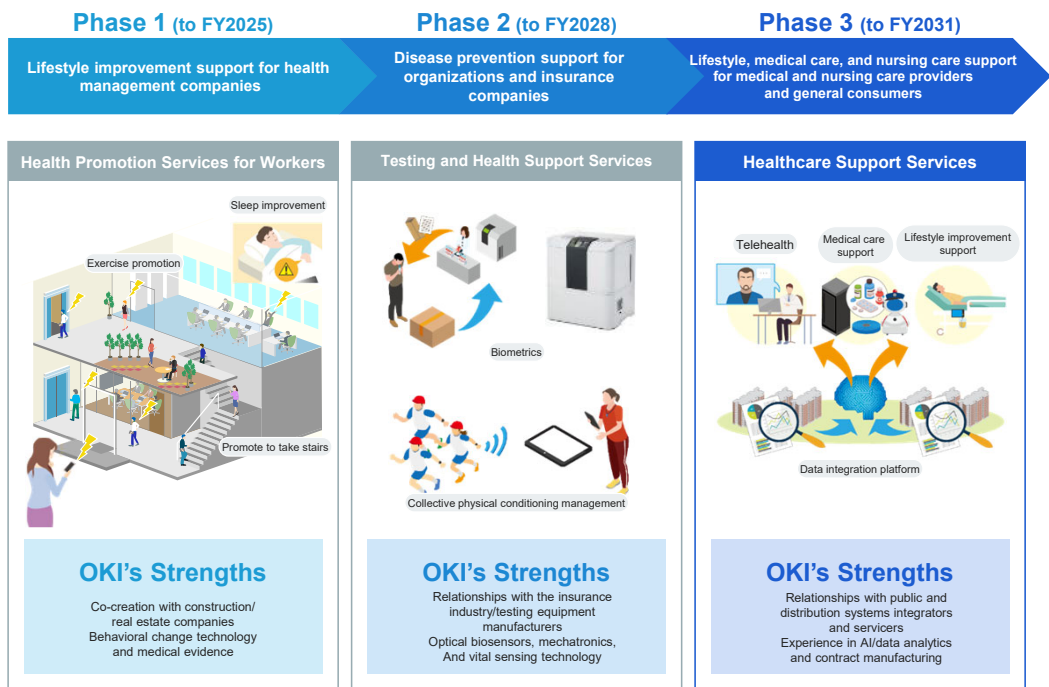 Phase 1 (to FY2025)
Phase 2 (to FY2028)
Phase 3 (to FY2031)
Lifestyle improvement support for health
management companies
Disease prevention support for
organizations and insurance
companies
Lifestyle, medical care, and nursing care support
for medical and nursing care providers
and general consumers
Health Promotion Services for Workers
Sleep improvement
Exercise promotion
Promote to take stairs
OKI's Strengths
Co-creation with construction/
real estate companies
Behavioral change technology
and medical evidence
Testing and Health Support Services
Biometrics
Collective physical conditioning management
OKI's Strengths
Relationships with the insurance
industry/testing equipment
manufacturers
Optical biosensors, mechatronics,
And vital sensing technology
Healthcare Support Services
Telehealth
Medical care
support
Lifestyle improvement
support
Data integration platform
OKI's Strengths
Relationships with public and
distribution systems integrators
and servicers
Experience in AI/data analytics
and contract manufacturing